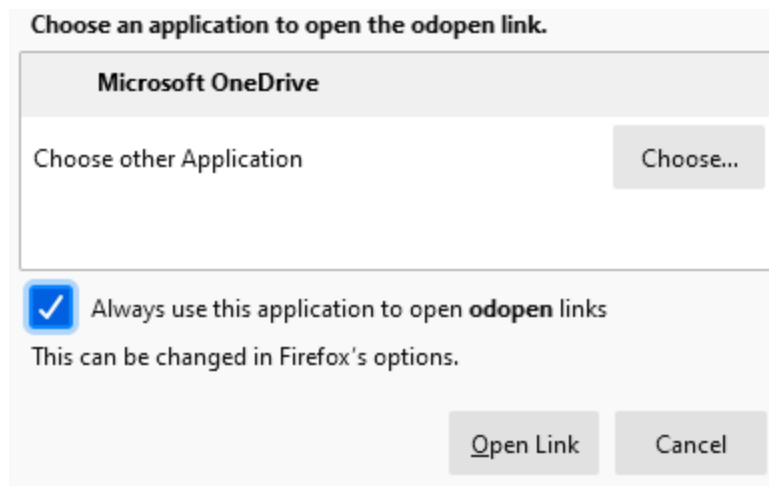 Choose an application to open the odopen link.
Microsoft OneDrive
Choose other Application
Choose...
Always use this application to open odopen links
This can be changed in Firefox's options.
Open Link
Cancel